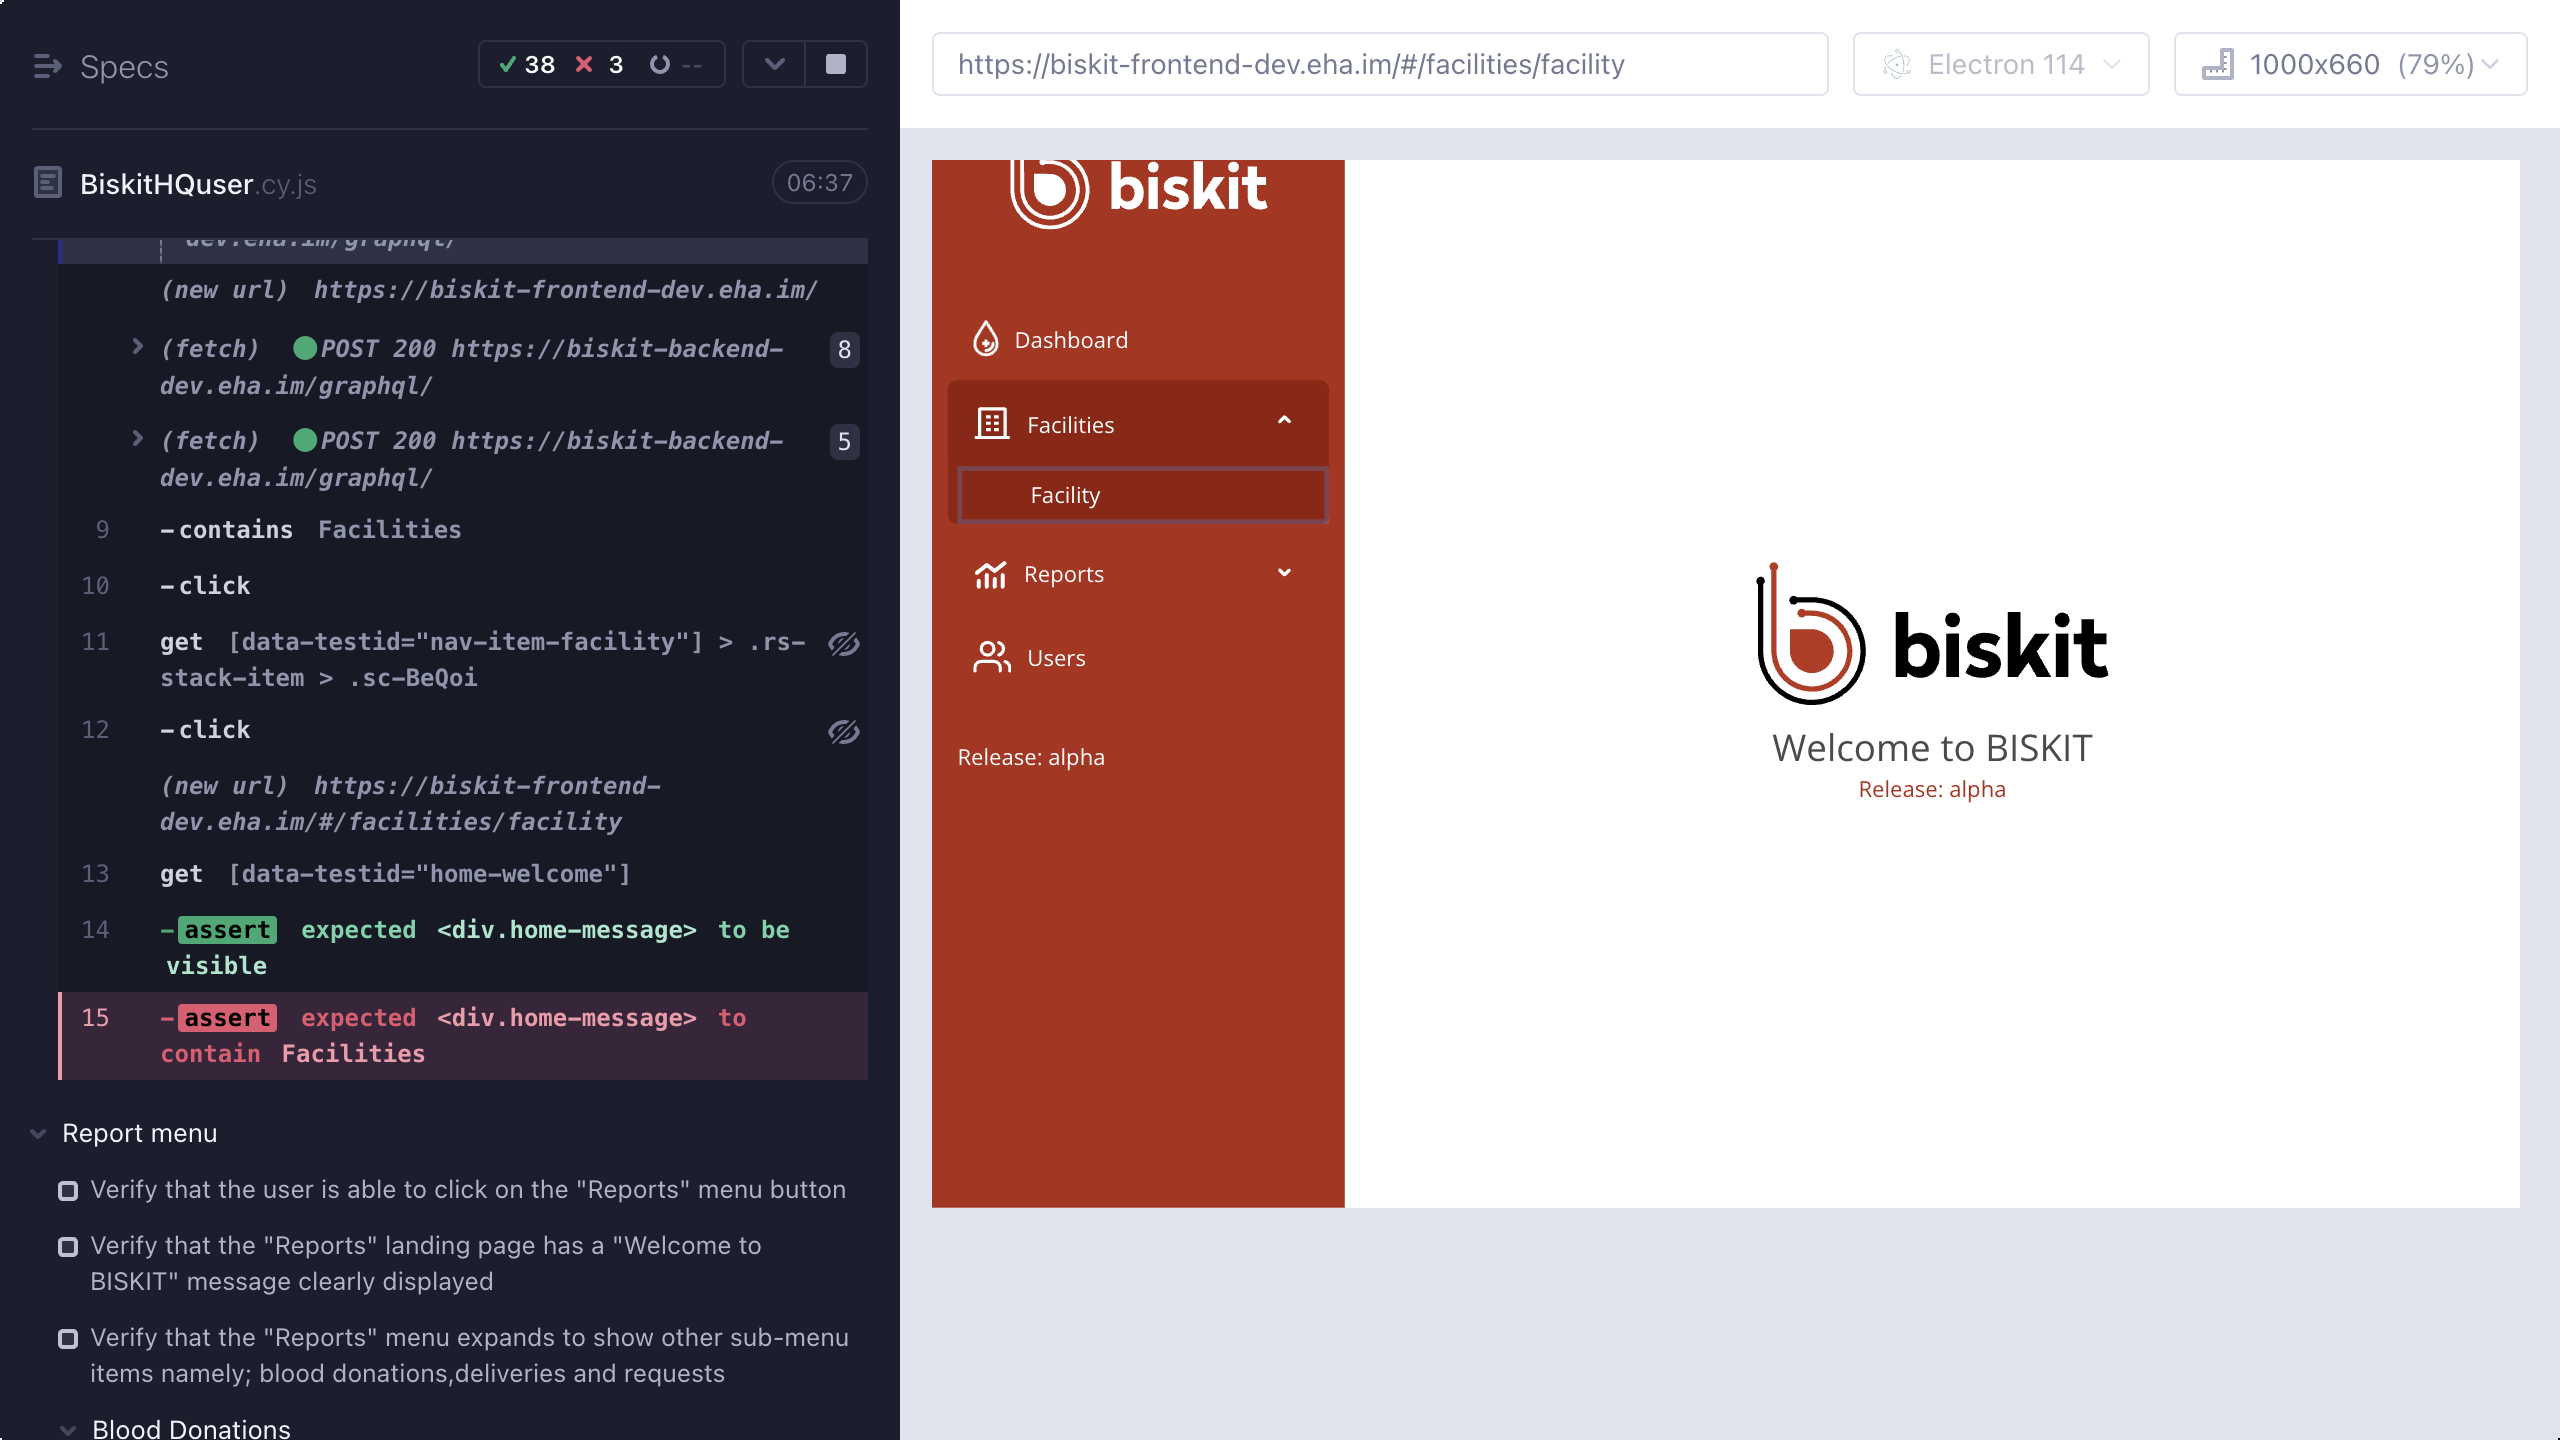 Specs
38 3 --
BiskitHQuser.cy.js
06:37
dev.eha.im/graphql/
(new url) https://biskit-frontend-dev.eha.im/
(fetch) POST 200 https://biskit-backend-
dev.eha.im/graphql/
8
(fetch) POST 200 https://biskit-backend-
dev.eha.im/graphql/
5
9 -contains Facilities
10 -click
11 get [data-testid="nav-item-facility"] > .rs-
stack-item > .sc-BeQoi
12 -click
(new url) https://biskit-frontend-
dev.eha.im/#/facilities/facility
13 get [data-testid="home-welcome"]
14 -assert expected <div.home-message> to be
visible
15 -assert expected <div.home-message> to
contain Facilities
Report menu
Verify that the user is able to click on the "Reports" menu button
Verify that the "Reports" landing page has a "Welcome to
BISKIT" message clearly displayed
Verify that the "Reports" menu expands to show other sub-menu
items namely; blood donations,deliveries and requests
Blood Donations
https://biskit-frontend-dev.eha.im/#/facilities/facility
Electron 114
1000x660 (79%)
biskit
Dashboard
Facilities
Facility
Reports
Users
Release: alpha
biskit
Welcome to BISKIT
Release: alpha